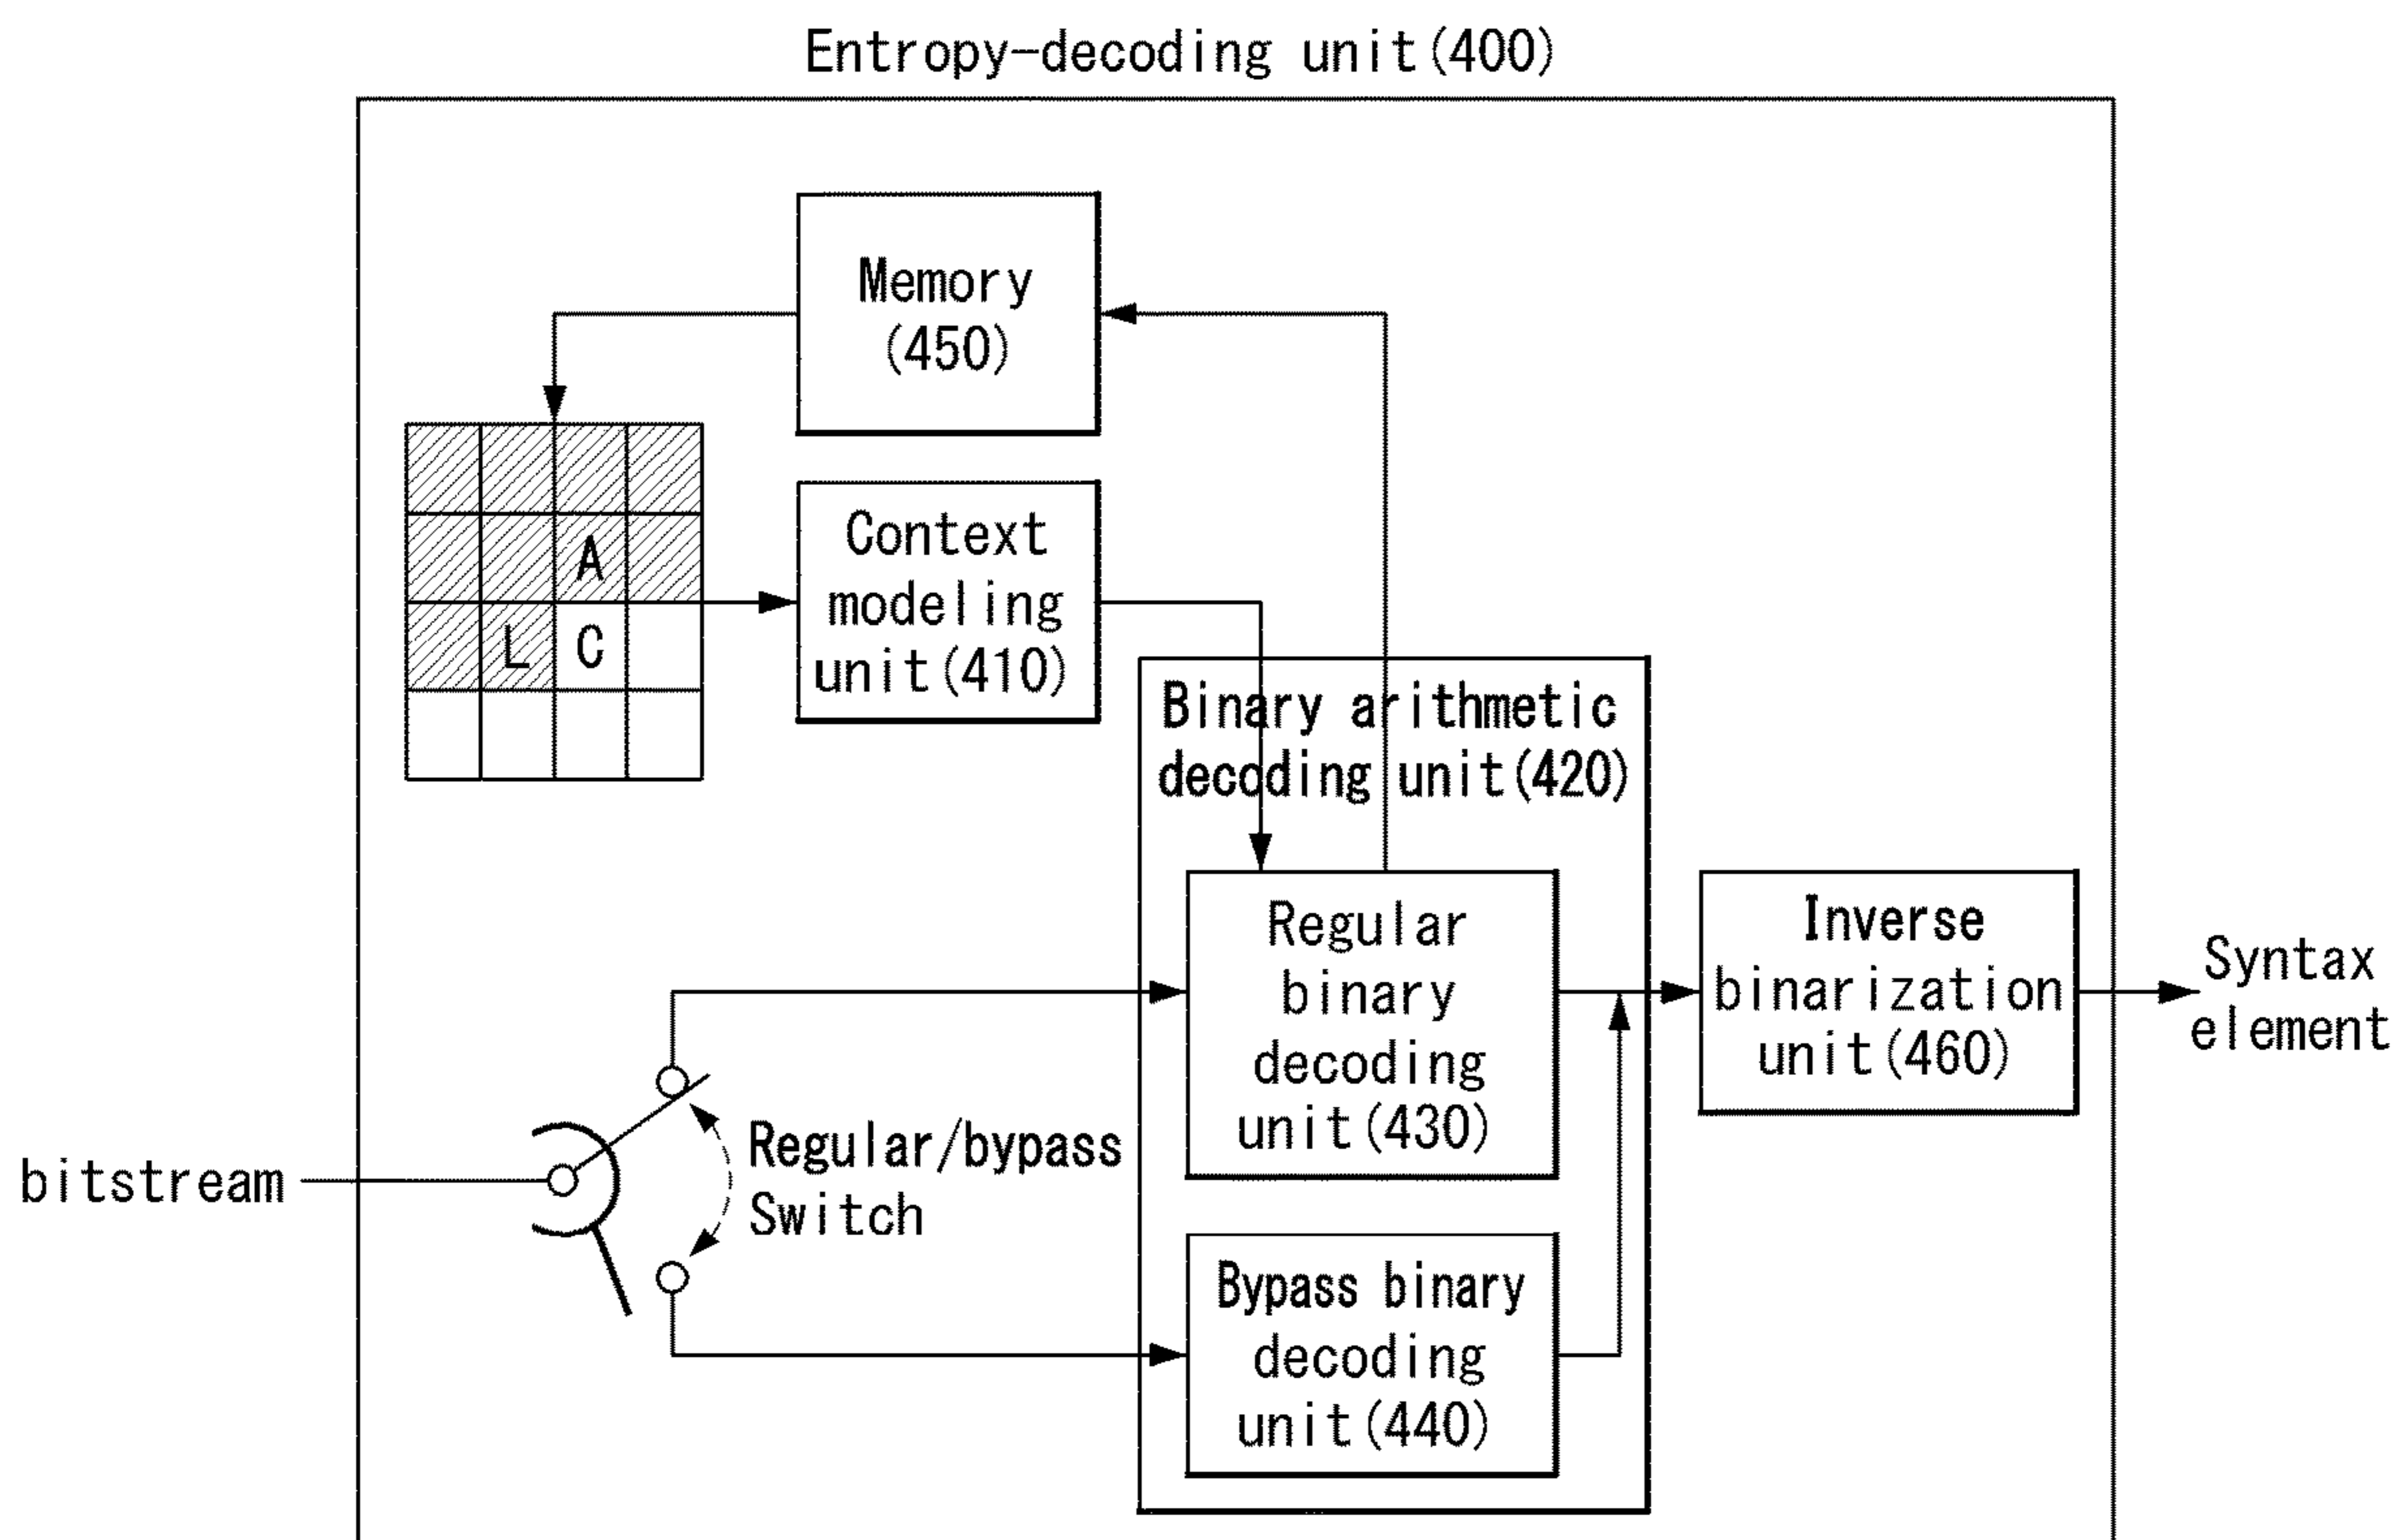 Entropy-decoding unit(400)
Memory
(450)
A
L
C
Context
modeling
unit(410)
Binary arithmetic
decoding unit(420)
Regular
binary
decoding
unit(430)
Inverse
binarization
unit(460)
Syntax
element
bitstream
Regular/bypass
Switch
Bypass binary
decoding
unit(440)